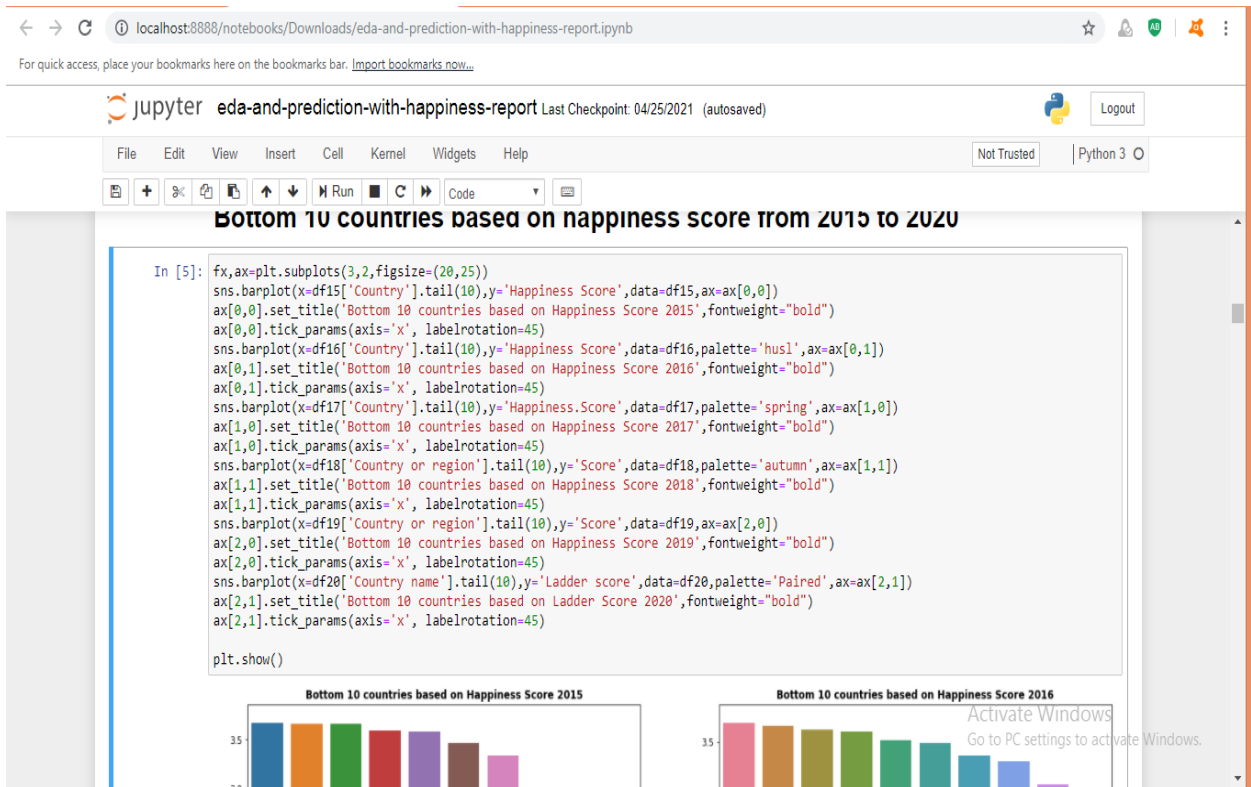 localhost:8888/notebooks/Downloads/eda-and-prediction-with-happiness-report.ipynb
AB
For quick access, place your bookmarks here on the bookmarks bar. Import bookmarks now...
jupyter eda-and-prediction-with-happiness-report Last Checkpoint: 04/25/2021 (autosaved)
Logout
File Edit View Insert Cell Kernel Widgets Help
Not Trusted Python 3
Run Code
Bottom 10 countries based on happiness score from 2015 to 2020
In [5]: fx,ax=plt.subplots(3,2,figsize=(20,25))
sns.barplot(x=df15['Country'].tail(10),y='Happiness Score',data=df15,ax=ax[0,0])
ax[0,0].set_title('Bottom 10 countries based on Happiness Score 2015',fontweight="bold")
ax[0,0].tick_params(axis='x', labelrotation=45)
sns.barplot(x=df16['Country'].tail(10),y='Happiness Score',data=df16,palette='husl',ax=ax[0,1])
ax[0,1].set_title('Bottom 10 countries based on Happiness Score 2016',fontweight="bold")
ax[0,1].tick_params(axis='x', labelrotation=45)
sns.barplot(x=df17['Country'].tail(10),y='Happiness.Score',data=df17,palette='spring',ax=ax[1,0])
ax[1,0].set_title('Bottom 10 countries based on Happiness Score 2017',fontweight="bold")
ax[1,0].tick_params(axis='x', labelrotation=45)
sns.barplot(x=df18['Country or region'].tail(10),y='Score',data=df18,palette='autumn',ax=ax[1,1])
ax[1,1].set_title('Bottom 10 countries based on Happiness Score 2018',fontweight="bold")
ax[1,1].tick_params(axis='x', labelrotation=45)
sns.barplot(x=df19['Country or region'].tail(10),y='Score',data=df19,ax=ax[2,0])
ax[2,0].set_title('Bottom 10 countries based on Happiness Score 2019',fontweight="bold")
ax[2,0].tick_params(axis='x', labelrotation=45)
sns.barplot(x=df20['Country name'].tail(10),y='Ladder score',data=df20,palette='Paired',ax=ax[2,1])
ax[2,1].set_title('Bottom 10 countries based on Ladder Score 2020',fontweight="bold")
ax[2,1].tick_params(axis='x', labelrotation=45)
plt.show()
Bottom 10 countries based on Happiness Score 2015
Bottom 10 countries based on Happiness Score 2016
3.5
3.5
Activate Windows
Go to PC settings to activate Windows.